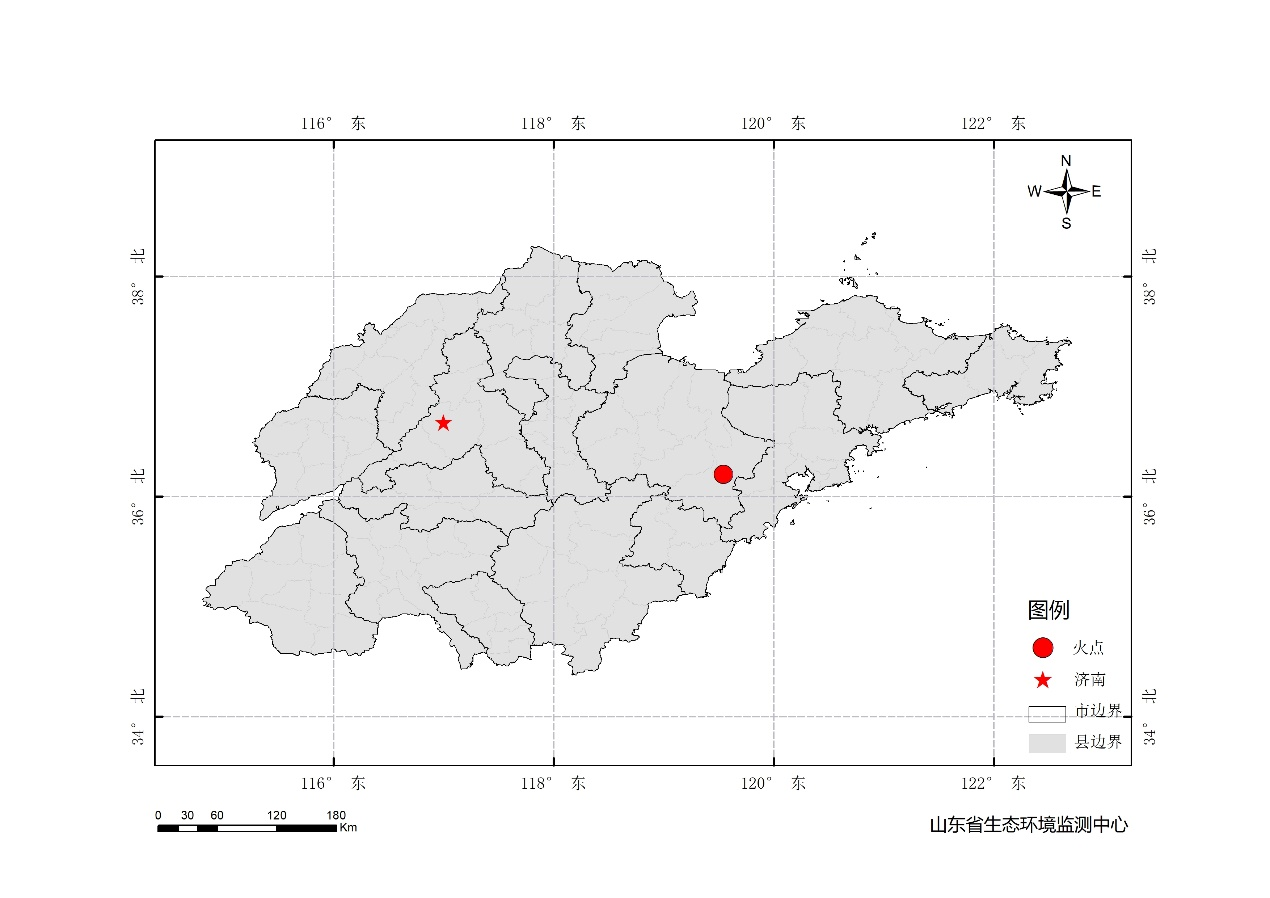 116° 东 118° 东 120° 东 122° 东
N
W E
S
38° 北 38° 北
36° 北 36° 北
图例
火点
济南
市边界
县边界
34° 北 34° 北
116° 东 118° 东 120° 东 122° 东
0 30 60 120 180
Km
山东省生态环境监测中心